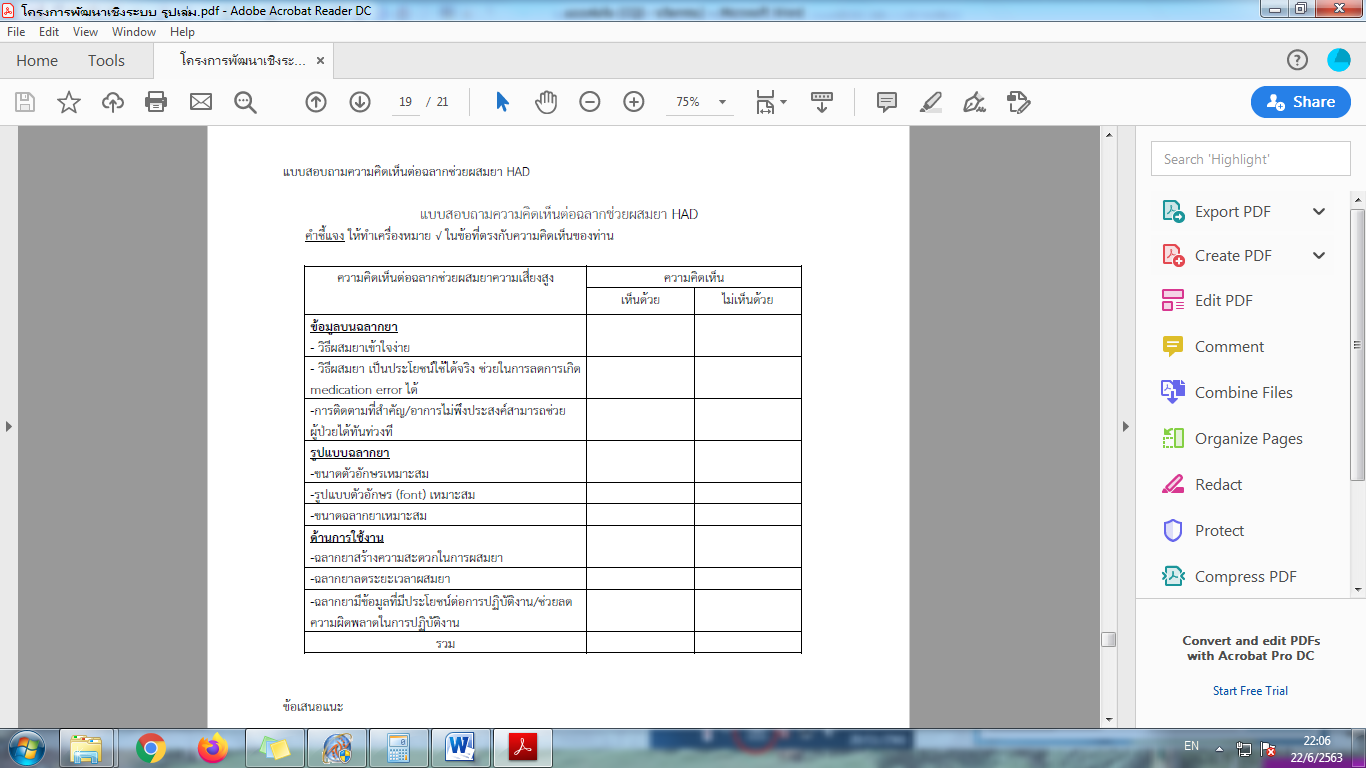 โครงการพัฒนาเชิงระบบ รูปเล่ม.pdf - Adobe Acrobat Reader DC
File Edit View Window Help
Home Tools โครงการพัฒนาเชิงระ... ×
19 / 21 75% Share
แบบสอบถามความคิดเห็นต่อฉลากช่วยผสมยา HAD
แบบสอบถามความคิดเห็นต่อฉลากช่วยผสมยา HAD
คำชี้แจง ให้ทำเครื่องหมาย √ ในข้อที่ตรงกับความคิดเห็นของท่าน
ความคิดเห็นต่อฉลากช่วยผสมยาความเสี่ยงสูง ความคิดเห็น
เห็นด้วย ไม่เห็นด้วย
ข้อมูลบนฉลากยา
- วิธีผสมยาเข้าใจง่าย
- วิธีผสมยา เป็นประโยชน์ใช้ได้จริง ช่วยในการลดการเกิด
medication error ได้
-การติดตามที่สำคัญ/อาการไม่พึงประสงค์สามารถช่วย
ผู้ป่วยได้ทันท่วงที
รูปแบบฉลากยา
-ขนาดตัวอักษรเหมาะสม
-รูปแบบตัวอักษร (font) เหมาะสม
-ขนาดฉลากยาเหมาะสม
ด้านการใช้งาน
-ฉลากยาสร้างความสะดวกในการผสมยา
-ฉลากยาลดระยะเวลาผสมยา
-ฉลากยามีข้อมูลที่มีประโยชน์ต่อการปฏิบัติงาน/ช่วยลด
ความผิดพลาดในการปฏิบัติงาน
รวม
ข้อเสนอแนะ
Search 'Highlight'
Export PDF
Create PDF
Edit PDF
Comment
Combine Files
Organize Pages
Redact
Protect
Compress PDF
Convert and edit PDFs
with Acrobat Pro DC
Start Free Trial
EN 22:06
22/6/2563